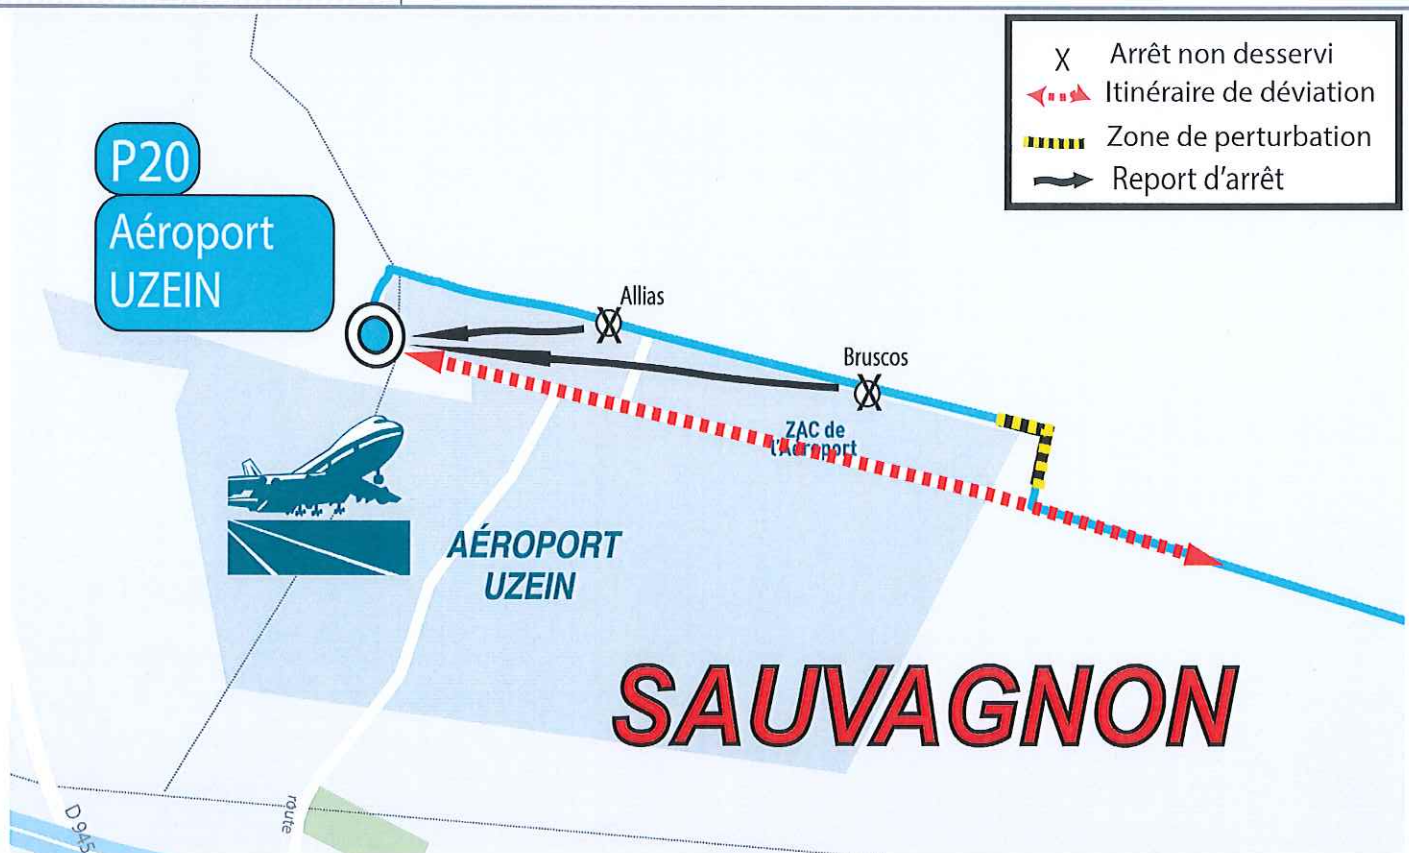 X Arrêt non desservi
Itinéraire de déviation
Zone de perturbation
Report d'arrêt
P20
Aéroport
UZEIN
Allias
Bruscos
ZAC de
l'Aéroport
AÉROPORT
UZEIN
SAUVAGNON
D 945
route